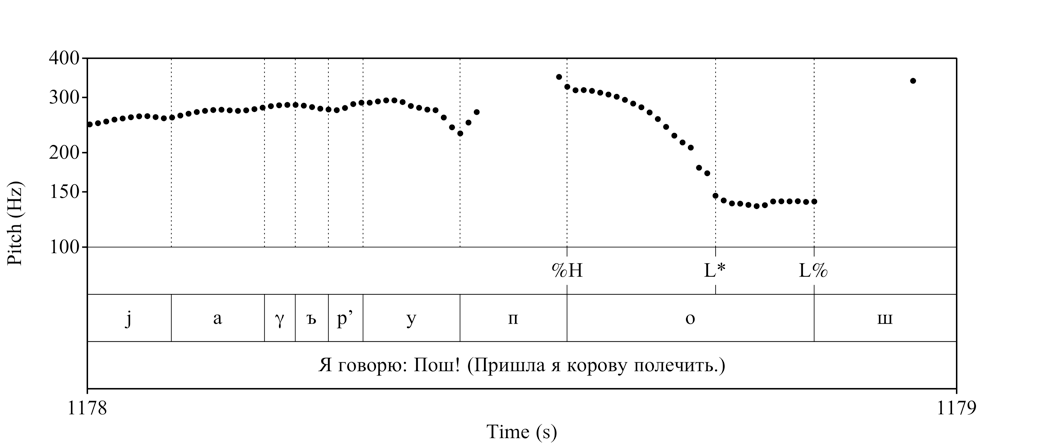 400
300
200
150
100
Pitch (Hz)
%H L* L%
j а γ ъ р’ у п о ш
Я говорю: Пош! (Пришла я корову полечить.)
1178 1179
Time (s)